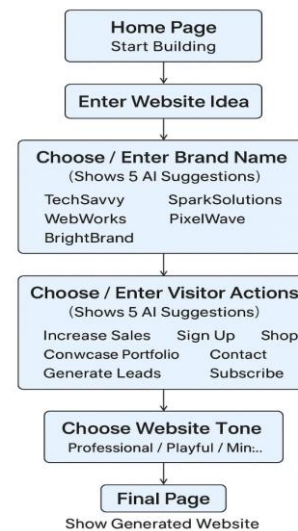 Home Page
Start Building
Enter Website Idea
Choose / Enter Brand Name
(Shows 5 AI Suggestions)
TechSavvy SparkSolutions
WebWorks PixelWave
BrightBrand
Choose / Enter Visitor Actions
(Shows 5 AI Suggestions)
Increase Sales Sign Up Shop
Conwcase Portfolio Contact
Generate Leads Subscribe
Choose Website Tone
Professional / Playful / Min:..
Final Page
Show Generated Website